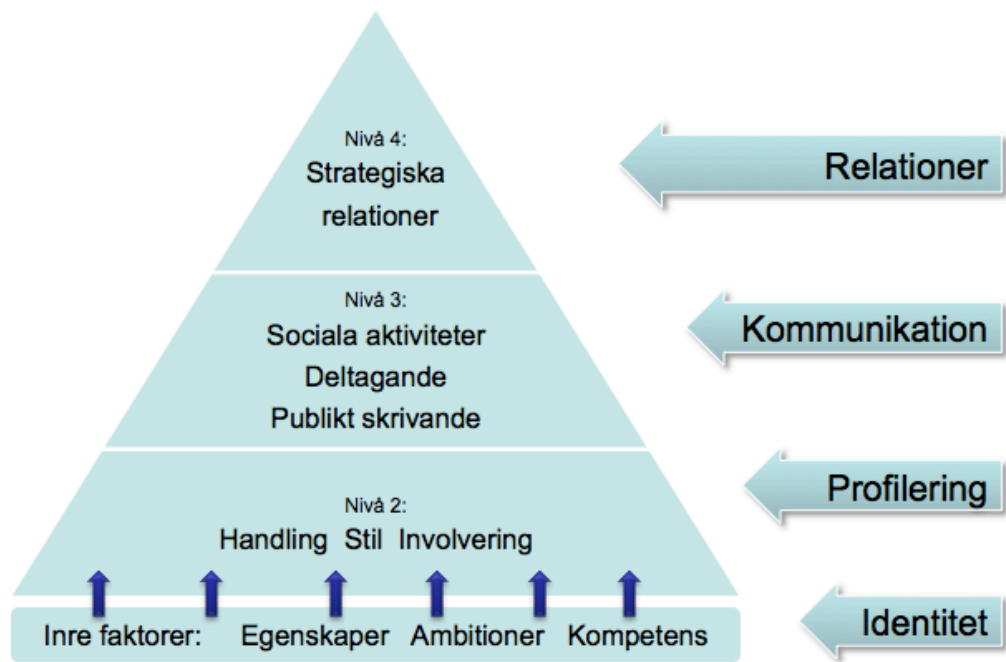 Nivå 4:
Strategiska
relationer
Relationer
Nivå 3:
Sociala aktiviteter
Deltagande
Publikt skrivande
Kommunikation
Nivå 2:
Handling Stil Involvering
Profilering
Inre faktorer: Egenskaper Ambitioner Kompetens
Identitet